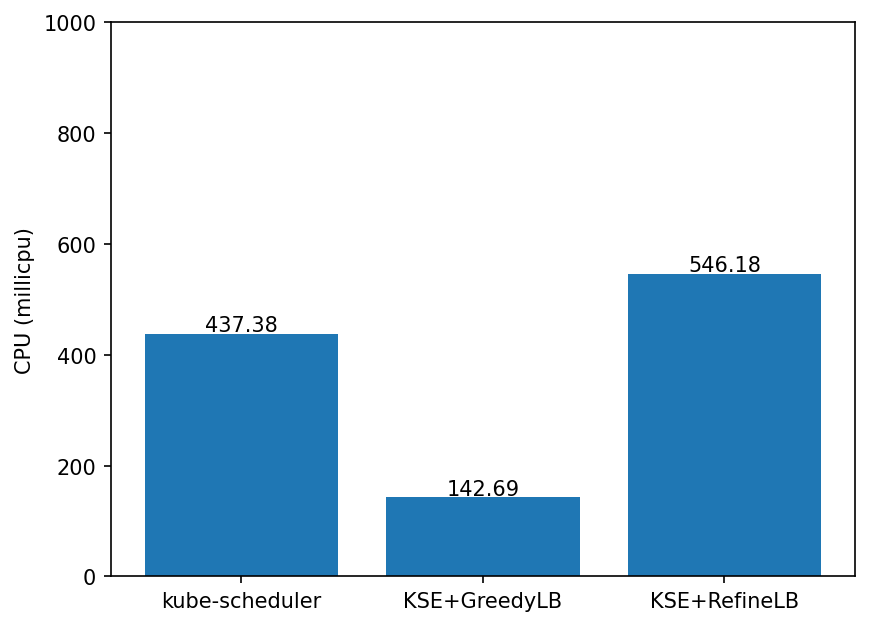 1000
800
600
400
200
0
CPU (millicpu)
437.38
142.69
546.18
kube-scheduler
KSE+GreedyLB
KSE+RefineLB